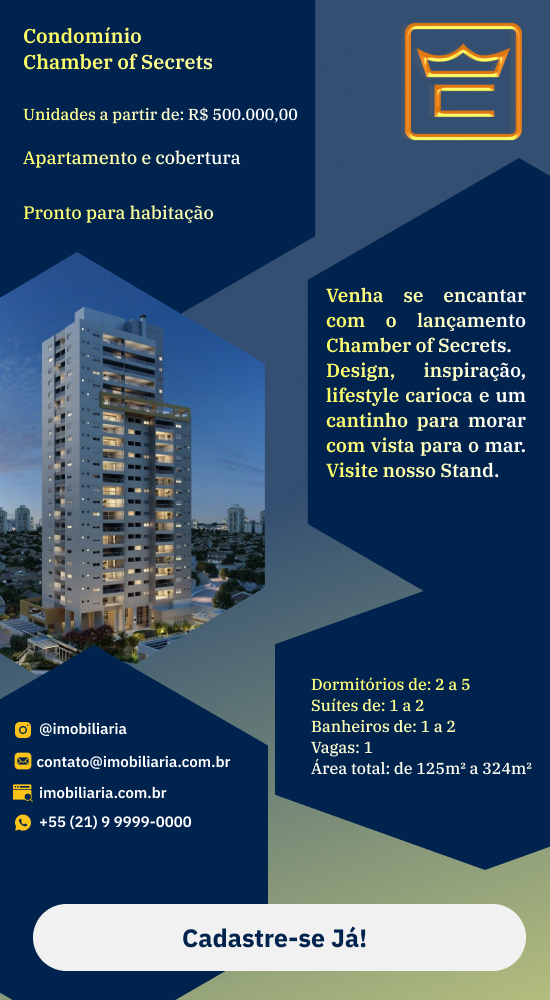 Condomínio
Chamber of Secrets
Unidades a partir de: R$ 500.000,00
Apartamento e cobertura
Pronto para habitação
Venha se encantar
com o lançamento
Chamber of Secrets.
Design, inspiração,
lifestyle carioca e um
cantinho para morar
com vista para o mar.
Visite nosso Stand.
Dormitórios de: 2 a 5
Suítes de: 1 a 2
Banheiros de: 1 a 2
Vagas: 1
Área total: de 125m² a 324m²
@imobiliaria
contato@imobiliaria.com.br
imobiliaria.com.br
+55 (21) 9 9999-0000
Cadastre-se Já!